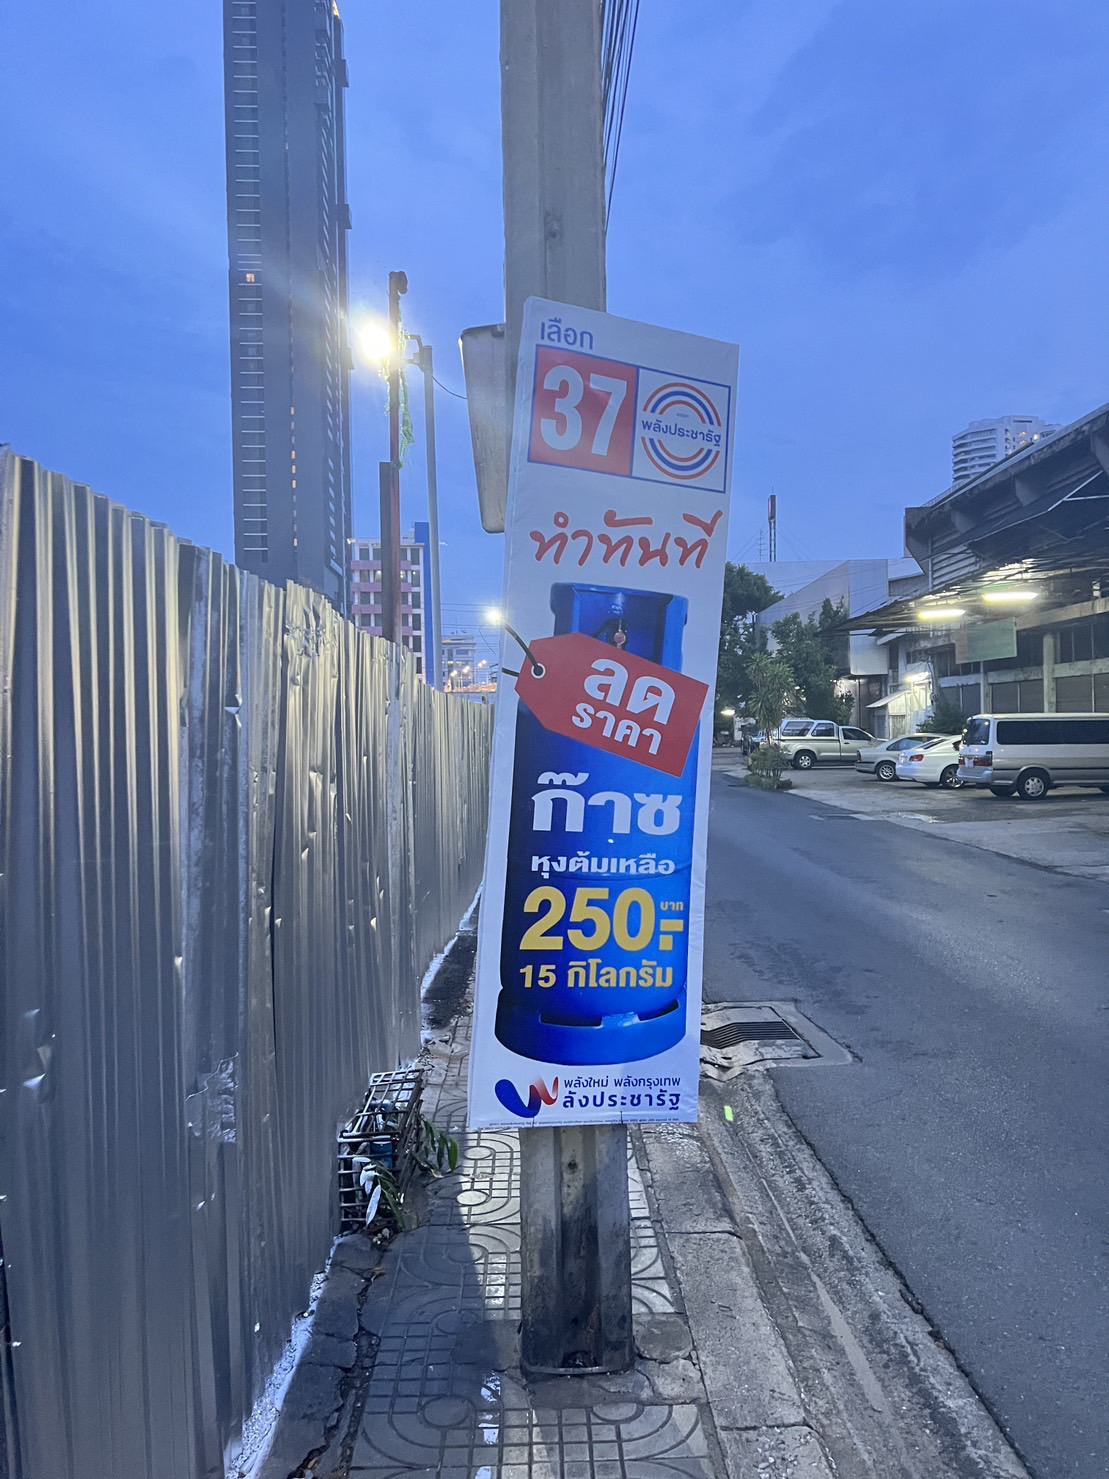 เลือก
37
พลังประชารัฐ
ทำทันที
ลด
ราคา
ก๊าซ
หุงต้มเหลือ
250.-
บาท
15 กิโลกรัม
พลังใหม่ พลังกรุงเทพ
ลังประชารัฐ